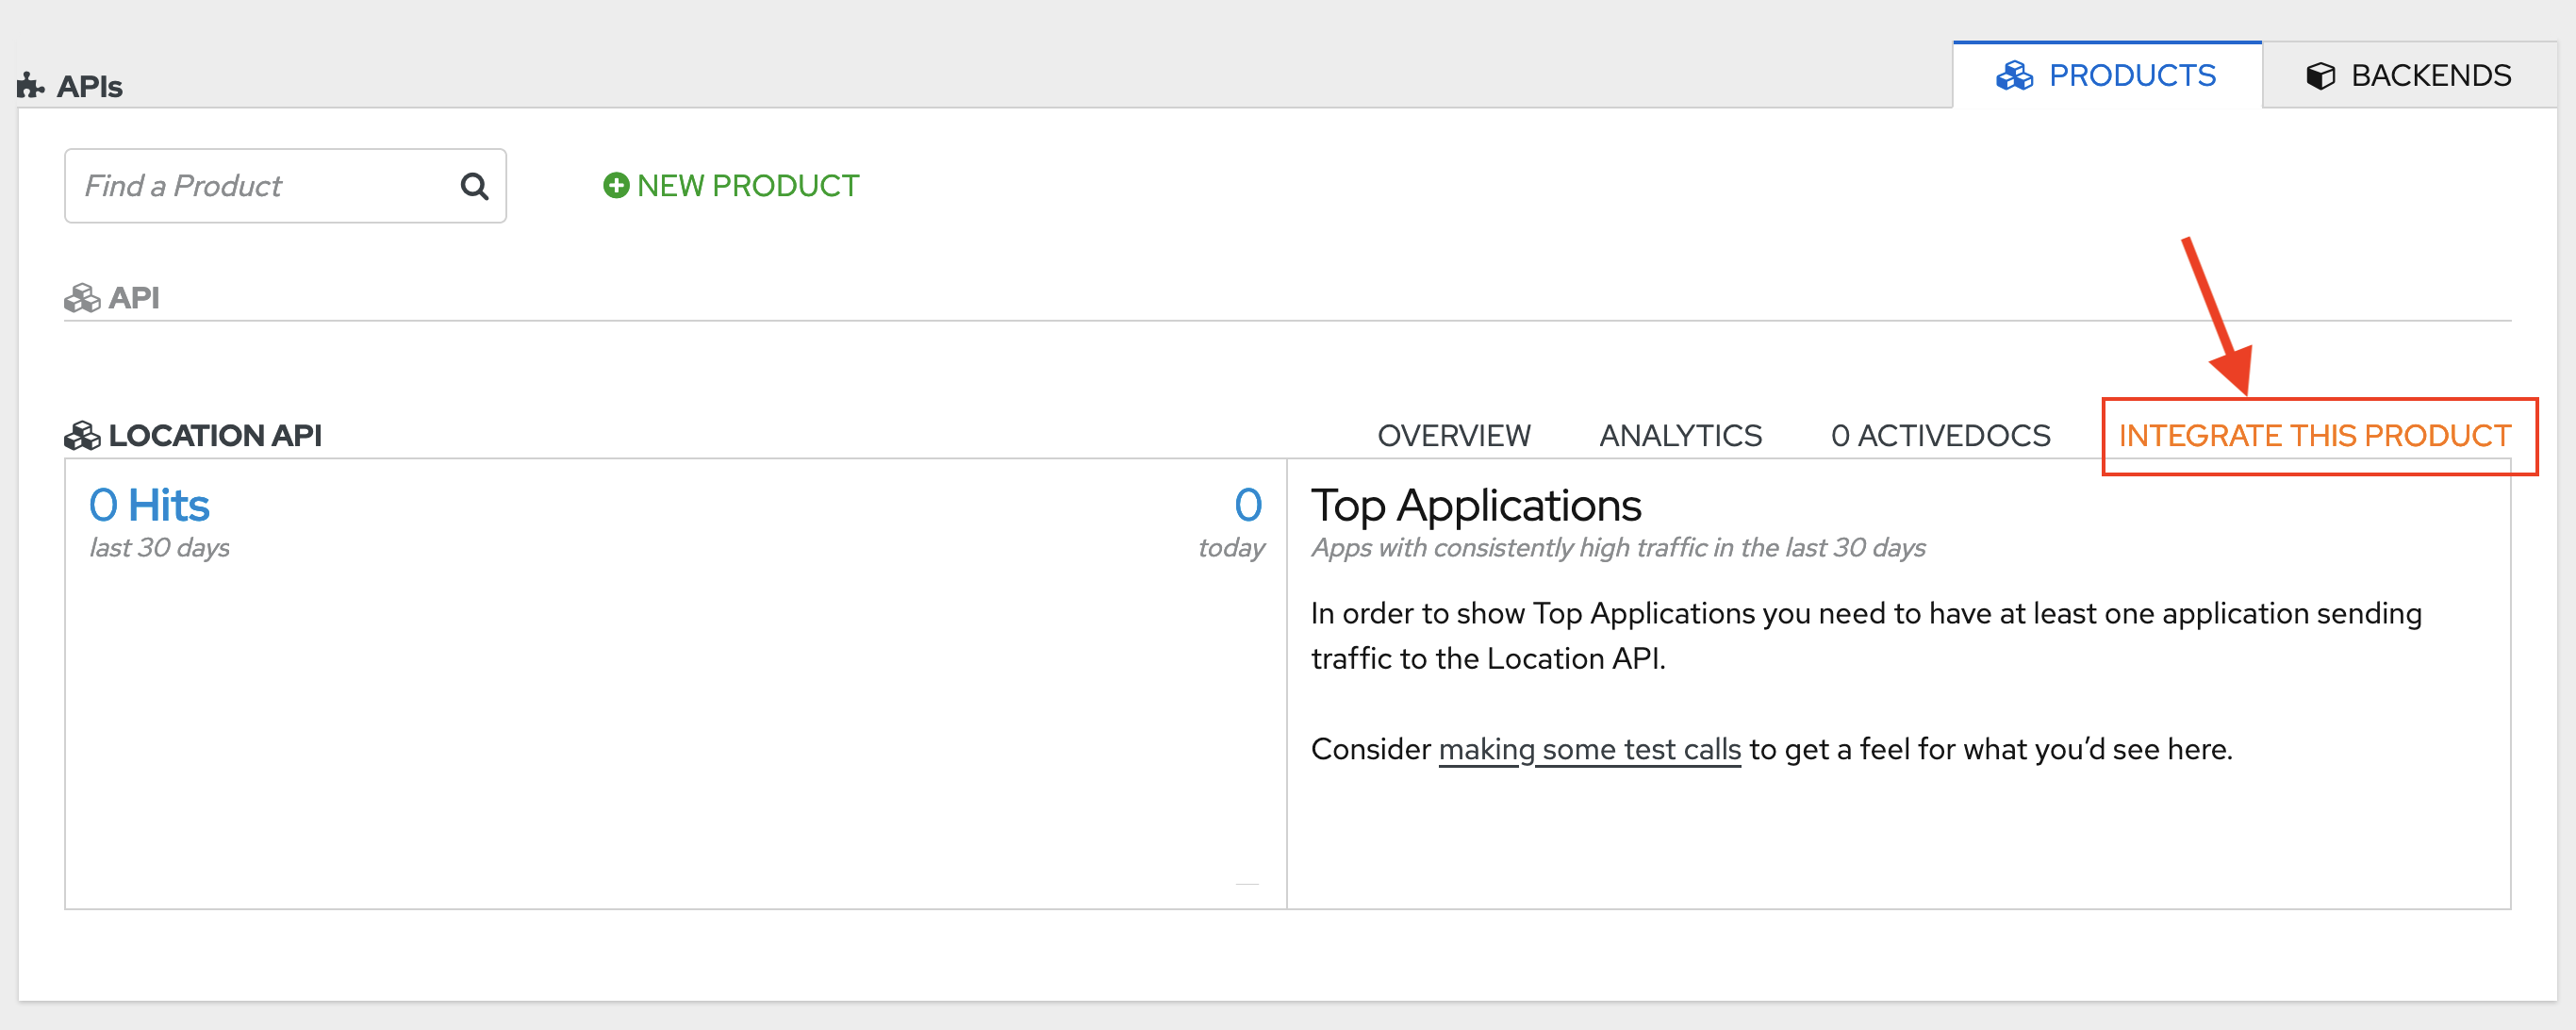 APIs
PRODUCTS
BACKENDS
Find a Product
NEW PRODUCT
API
LOCATION API
OVERVIEW
ANALYTICS
0 ACTIVEDOCS
INTEGRATE THIS PRODUCT
0 Hits
last 30 days
0
today
Top Applications
Apps with consistently high traffic in the last 30 days
In order to show Top Applications you need to have at least one application sending
traffic to the Location API.
Consider making some test calls to get a feel for what you’d see here.